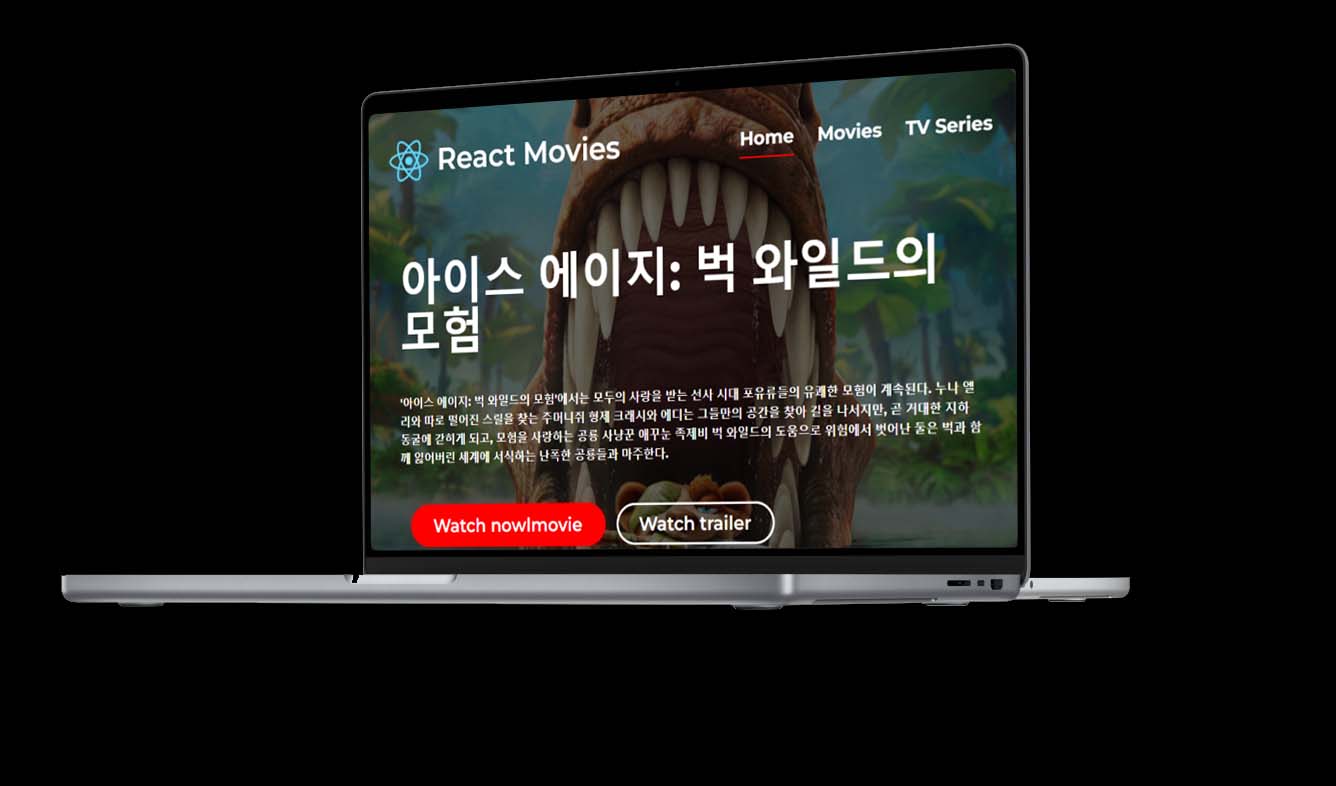 React Movies
Home
Movies
TV Series
아이스 에이지: 벅 와일드의
모험
'아이스 에이지: 벅 와일드의 모험'에서는 모두의 사랑을 받는 선사 시대 포유류들의 유쾌한 모험이 계속된다. 누나 앨
리와 따로 떨어진 스릴을 찾는 주머니쥐 형제 크래시와 에디는 그들만의 공간을 찾아 길을 나서지만, 곧 거대한 지하
동굴에 갇히게 되고, 모험을 사랑하는 공룡 사냥꾼 애꾸눈 족제비 벅 와일드의 도움으로 위험에서 벗어난 둘은 벅과 함
께 잃어버린 세계에 서식하는 난폭한 공룡들과 마주한다.
Watch nowlmovie
Watch trailer